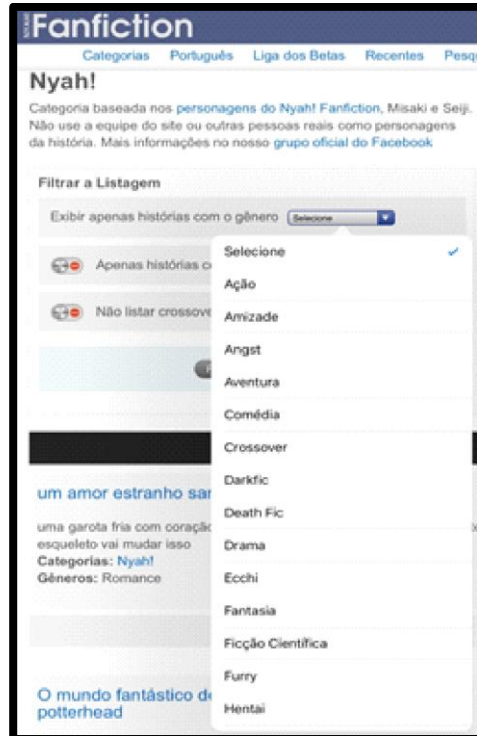 Fanfiction
Categorias Português Liga dos Betas Recentes
Nyah!
Categoria baseada nos personagens do Nyah! Fanfiction, Misaki e Seiji.
Não use a equipe do site ou outras pessoas reais como personagens
da história. Mais informações no nosso grupo oficial do Facebook
Filtrar a Listagem
Exibir apenas histórias com o gênero Selecione
Apenas histórias
Não listar
Selecione
Ação
Amizade
Angst
Aventura
Comédia
Crossover
Darkfic
Death Fic
Drama
Ecchi
Fantasia
Ficção Científica
Furry
Hentai
um amor estranho
uma garota fria com
esqueleto vai mudar isso
Categorias: Nyah!
Gêneros: Romance
O mundo fantástico
potterhead